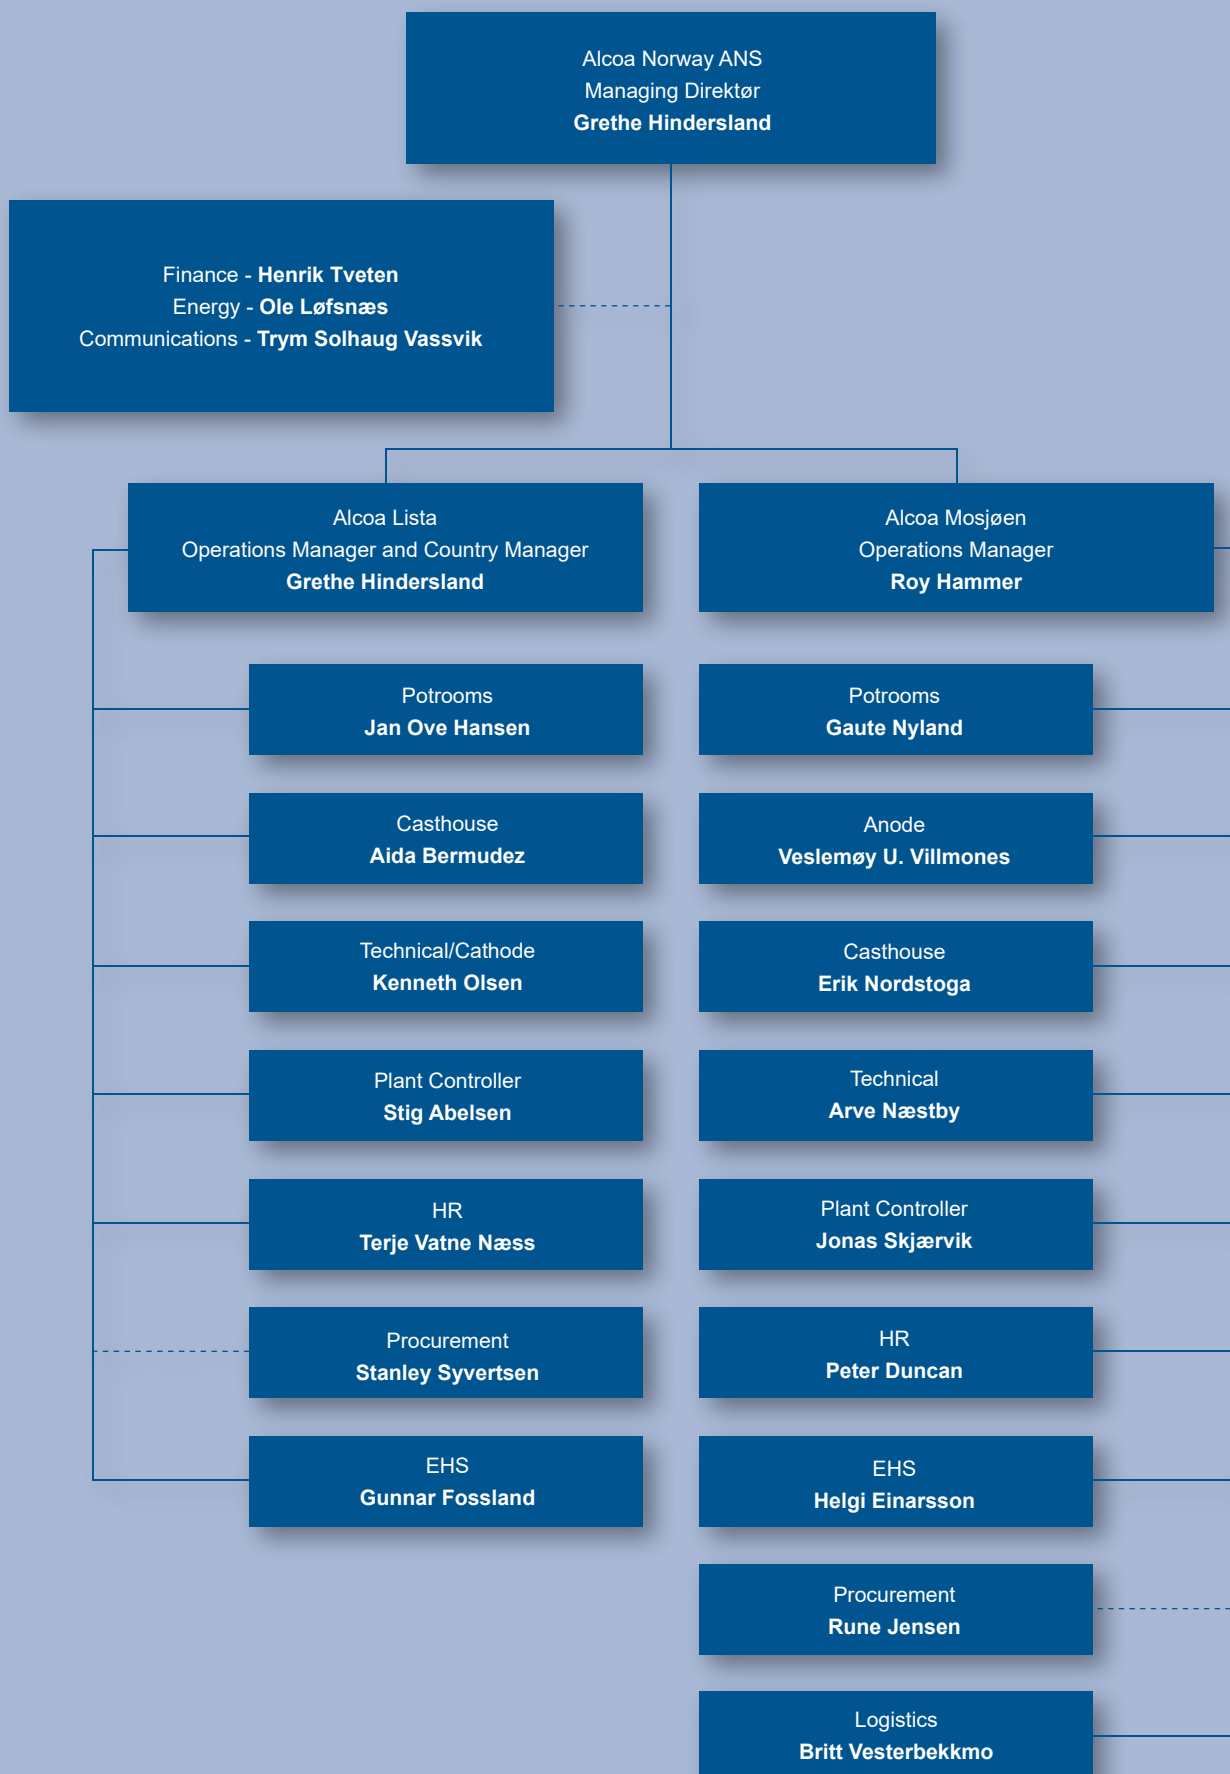 Alcoa Norway ANS
Managing Direktør
Grethe Hindersland
Finance - Henrik Tveten
Energy - Ole Løfsnæs
Communications - Trym Solhaug Vassvik
Alcoa Lista
Operations Manager and Country Manager
Grethe Hindersland
Alcoa Mosjøen
Operations Manager
Roy Hammer
Potrooms
Jan Ove Hansen
Potrooms
Gaute Nyland
Casthouse
Aida Bermudez
Anode
Veslemøy U. Villmones
Technical/Cathode
Kenneth Olsen
Casthouse
Erik Nordstoga
Plant Controller
Stig Abelsen
Technical
Arve Næstby
HR
Terje Vatne Næss
Plant Controller
Jonas Skjærvik
Procurement
Stanley Syvertsen
HR
Peter Duncan
EHS
Gunnar Fossland
EHS
Helgi Einarsson
Procurement
Rune Jensen
Logistics
Britt Vesterbekkmo